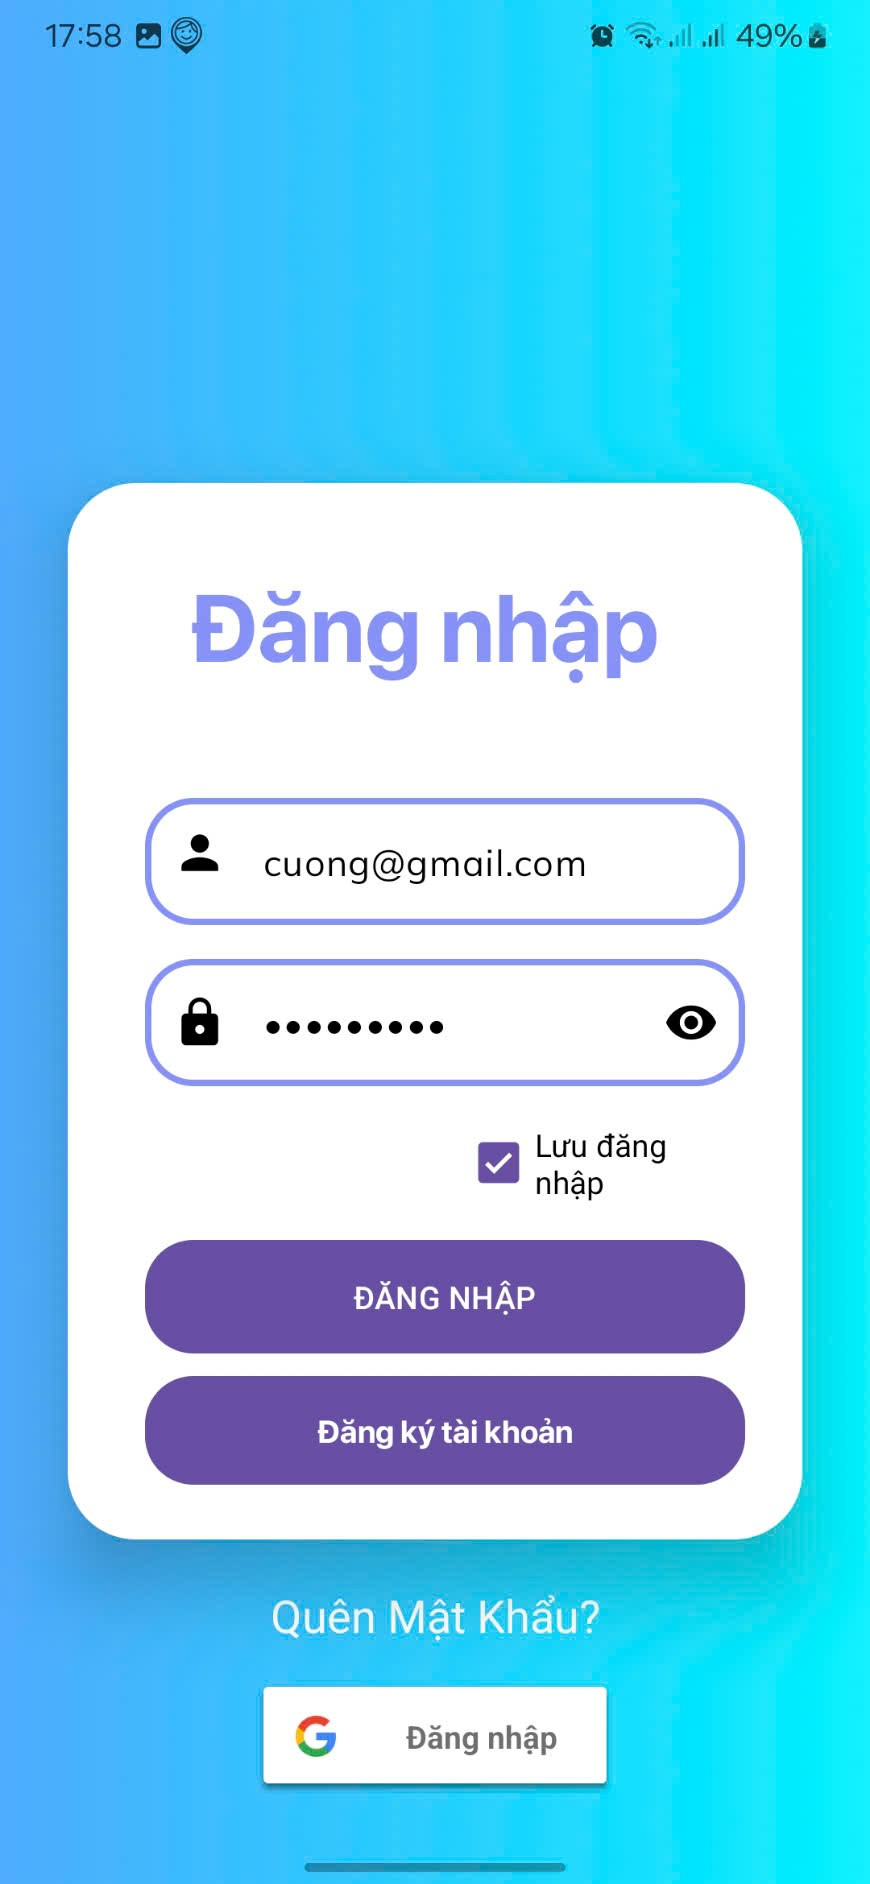 17:58 49%
Đăng nhập
cuong@gmail.com
•••••••••
Lưu đăng
nhập
ĐĂNG NHẬP
Đăng ký tài khoản
Quên Mật Khẩu?
Đăng nhập